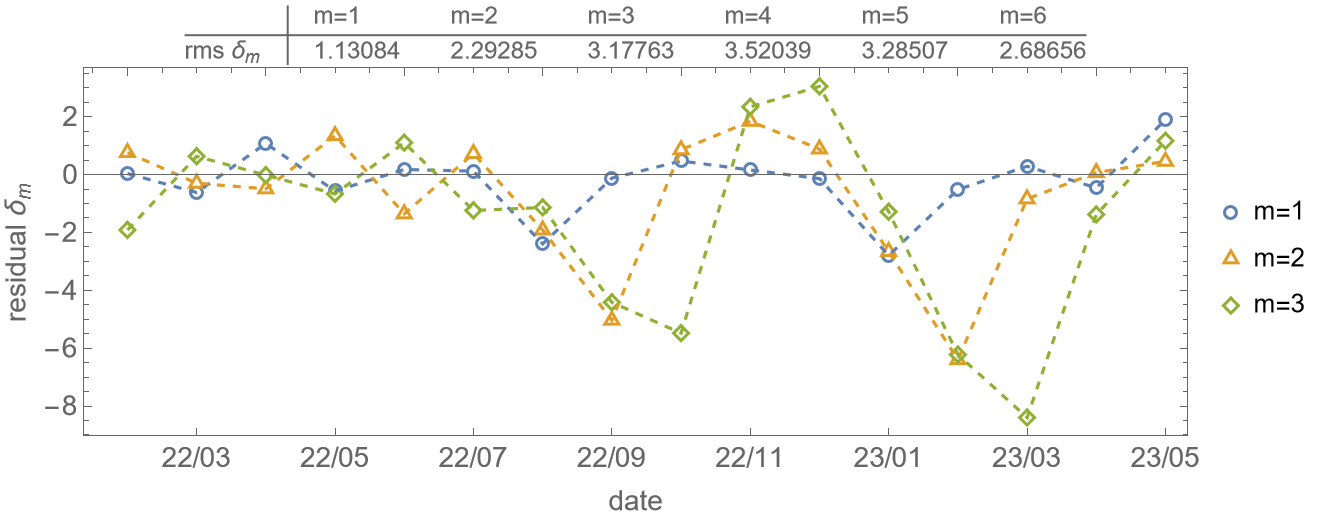 m=1 m=2 m=3 m=4 m=5 m=6
rms δm 1.13084 2.29285 3.17763 3.52039 3.28507 2.68656
2
0
−2
−4
−6
−8
residual δm
22/03 22/05 22/07 22/09 22/11 23/01 23/03 23/05
date
m=1
m=2
m=3